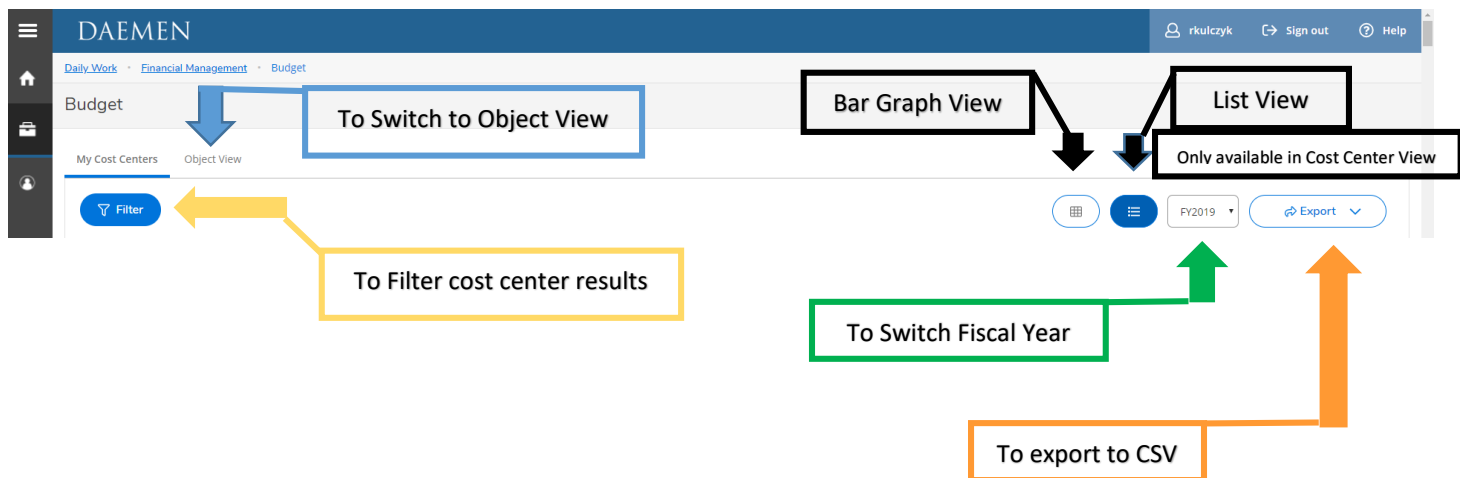 DAEMEN
rkulczyk Sign out Help
Daily Work • Financial Management • Budget
Budget
To Switch to Object View
Bar Graph View
List View
Only available in Cost Center View
My Cost Centers Object View
Filter
FY2019 Export
To Filter cost center results
To Switch Fiscal Year
To export to CSV